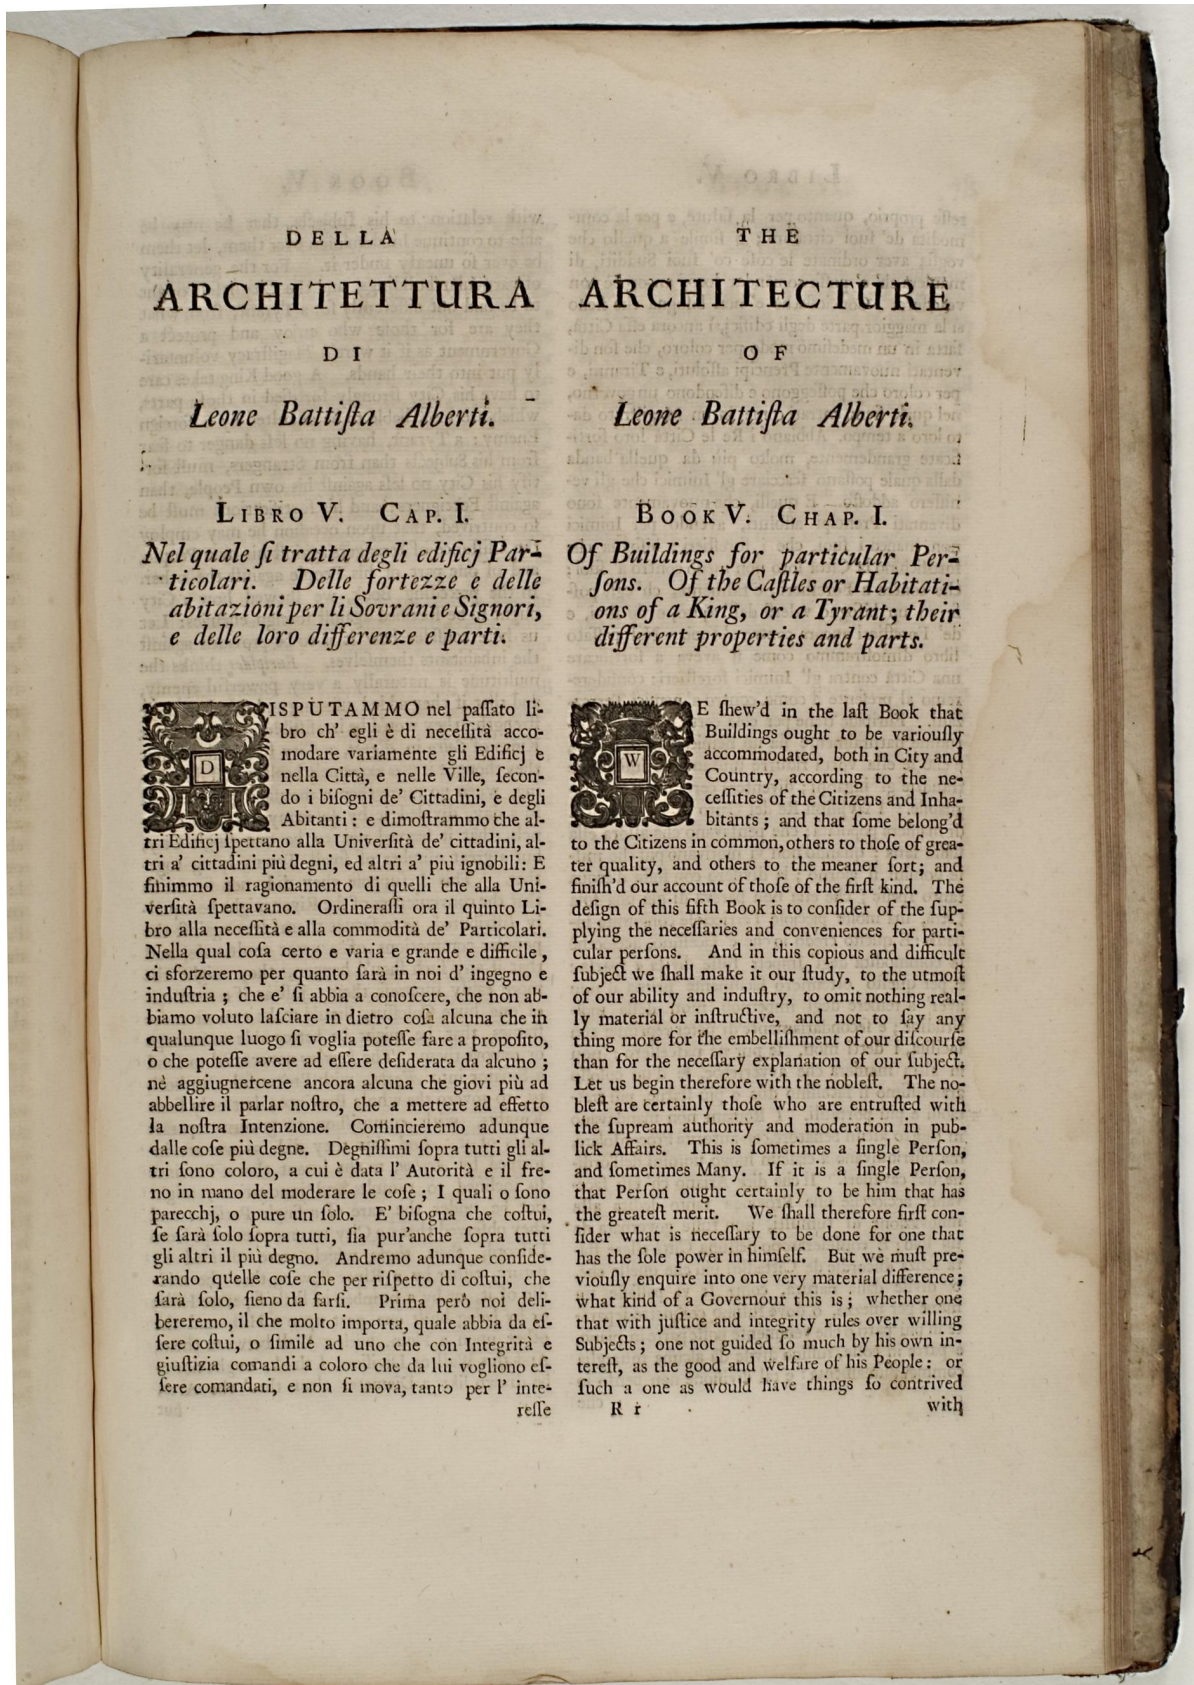 DELLA
ARCHITETTURA
DI
Leone Battiſta Alberti.
LIBRO V. CAP. I.
Nel quale ſi tratta degli edificj Par-
ticolari. Delle fortezze e delle
abitazioni per li Sovrani e Signori,
e delle loro differenze e parti.
DISPUTAMMO nel paſſato li-
bro ch' egli è di neceſſità acco-
modare variamente gli Edificj e
nella Città, e nelle Ville, ſecon-
do i biſogni de' Cittadini, e degli
Abitanti: e dimoſtrammo che al-
tri Edificj ſpettano alla Univerſità de' cittadini, al-
tri a' cittadini più degni, ed altri a' più ignobili: E
finimmo il ragionamento di quelli che alla Uni-
verſità ſpettavano. Ordineraſſi ora il quinto Li-
bro alla neceſſità e alla commodità de' Particolari.
Nella qual coſa certo e varia e grande e difficile,
ci sforzeremo per quanto ſarà in noi d' ingegno e
induſtria; che e' ſi abbia a conoſcere, che non ab-
biamo voluto laſciare in dietro coſa alcuna che in
qualunque luogo ſi voglia poteſſe fare a propoſito,
o che poteſſe avere ad eſſere deſiderata da alcuno;
nè aggiugnercene ancora alcuna che giovi più ad
abbellire il parlar noſtro, che a mettere ad effetto
la noſtra Intenzione. Comincieremo adunque
dalle coſe più degne. Degniſſimi ſopra tutti gli al-
tri ſono coloro, a cui è data l' Autorità e il fre-
no in mano del moderare le coſe; I quali o ſono
parecchj, o pure un ſolo. E' biſogna che coſtui,
ſe ſarà ſolo ſopra tutti, ſia pur'anche ſopra tutti
gli altri il più degno. Andremo adunque conſide-
rando quelle coſe che per riſpetto di coſtui, che
ſarà ſolo, ſieno da farſi. Prima però noi deli-
bereremo, il che molto importa, quale abbia da eſ-
ſere coſtui, o ſimile ad uno che con Integrità e
giuſtizia comandi a coloro che da lui vogliono eſ-
ſere comandati, e non ſi mova, tanto per l' inte-
reſſe
THE
ARCHITECTURE
OF
Leone Battiſta Alberti.
BOOK V. CHAP. I.
Of Buildings for particular Per-
ſons. Of the Caſtles or Habitati-
ons of a King, or a Tyrant; their
different properties and parts.
WE ſhew'd in the laſt Book that
Buildings ought to be variouſly
accommodated, both in City and
Country, according to the ne-
ceſſities of the Citizens and Inha-
bitants; and that ſome belong'd
to the Citizens in common, others to thoſe of grea-
ter quality, and others to the meaner ſort; and
finiſh'd our account of thoſe of the firſt kind. The
deſign of this fifth Book is to conſider of the ſup-
plying the neceſſaries and conveniences for parti-
cular perſons. And in this copious and difficult
ſubject we ſhall make it our ſtudy, to the utmoſt
of our ability and induſtry, to omit nothing real-
ly material or inſtructive, and not to ſay any
thing more for the embelliſhment of our diſcourſe
than for the neceſſary explanation of our ſubject.
Let us begin therefore with the nobleſt. The no-
bleſt are certainly thoſe who are entruſted with
the ſupream authority and moderation in pub-
lick Affairs. This is ſometimes a ſingle Perſon,
and ſometimes Many. If it is a ſingle Perſon,
that Perſon ought certainly to be him that has
the greateſt merit. We ſhall therefore firſt con-
ſider what is neceſſary to be done for one that
has the ſole power in himſelf. But we muſt pre-
viouſly enquire into one very material difference;
what kind of a Governour this is; whether one
that with juſtice and integrity rules over willing
Subjects; one not guided ſo much by his own in-
tereſt, as the good and welfare of his People: or
ſuch a one as would have things ſo contrived
R r with